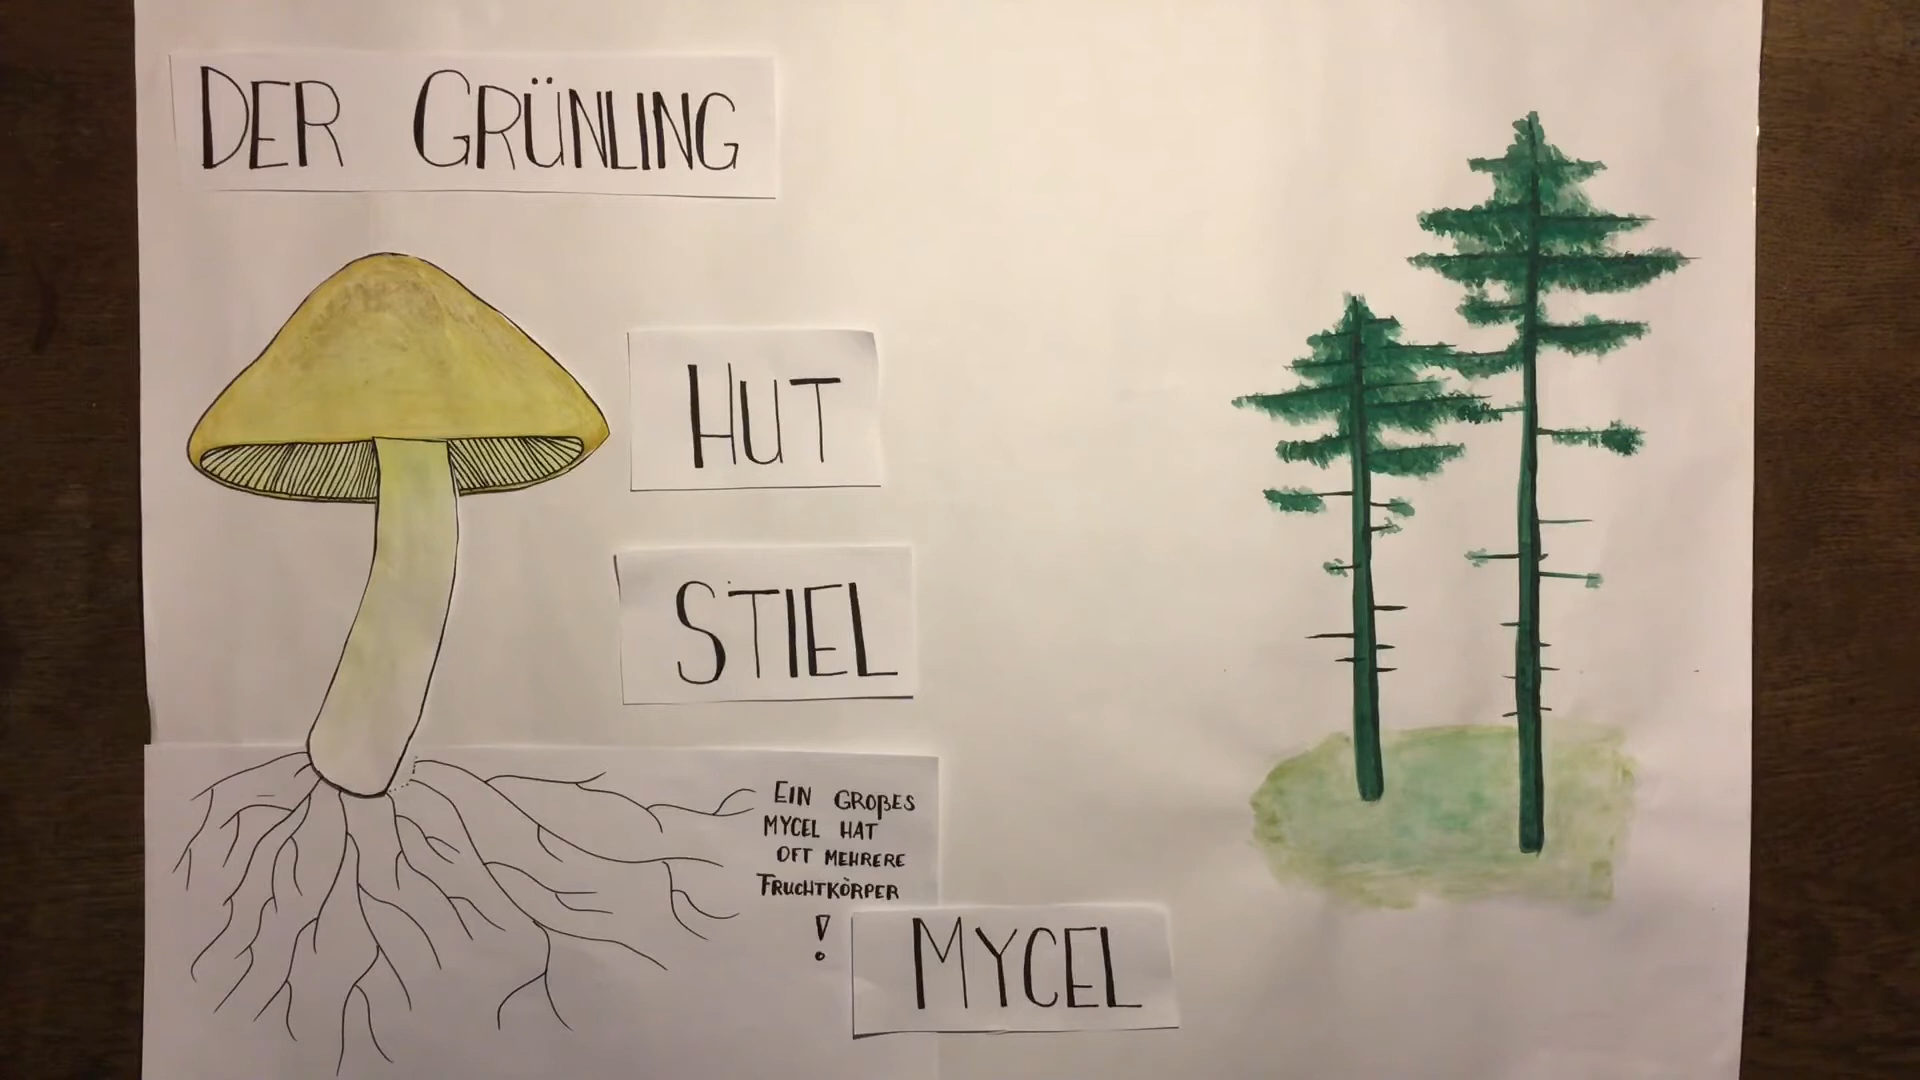 DER GRÜNLING
HUT
STIEL
EIN GROßES
MYCEL HAT
OFT MEHRERE
FRUCHTKÖRPER
!
MYCEL